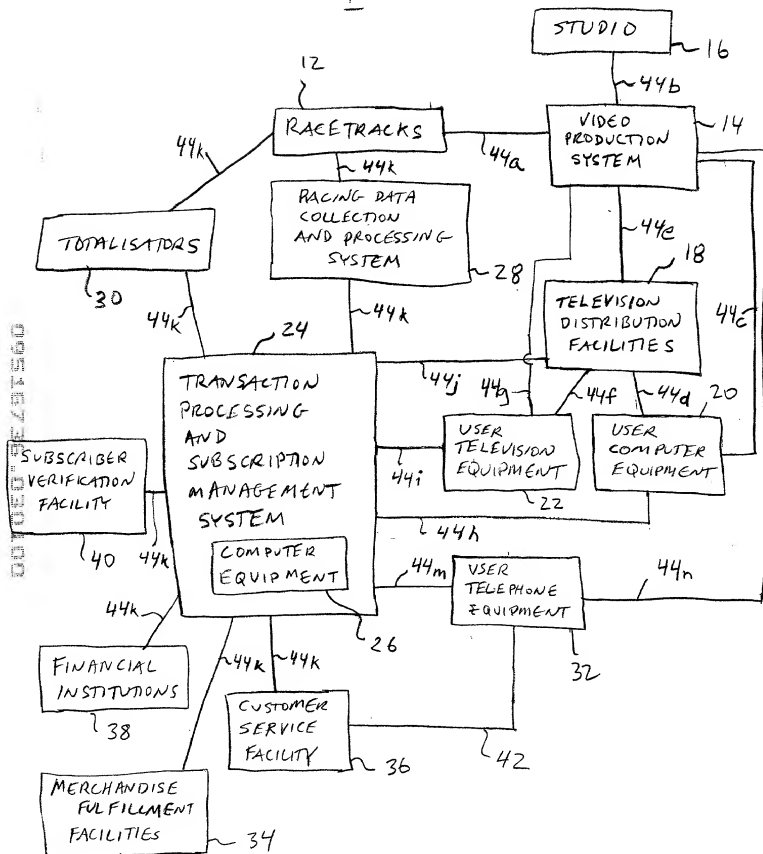 STUDIO
16
44b
12
RACETRACKS
44a
VIDEO
PRODUCTION
SYSTEM
14
44k
44k
RACING DATA
COLLECTION
AND PROCESSING
SYSTEM
28
44e
18
TOTALISATORS
30
44k
44k
TELEVISION
DISTRIBUTION
FACILITIES
44c
24
TRANSACTION
PROCESSING
AND
SUBSCRIPTION
MANAGEMENT
SYSTEM
44j
44g
44f
44d
20
USER
TELEVISION
EQUIPMENT
22
USER
COMPUTER
EQUIPMENT
44i
44h
SUBSCRIBER
VERIFICATION
FACILITY
40
44k
COMPUTER
EQUIPMENT
26
44m
USER
TELEPHONE
EQUIPMENT
32
44n
44k
44k
44k
FINANCIAL
INSTITUTIONS
38
CUSTOMER
SERVICE
FACILITY
36
42
MERCHANDISE
FULFILLMENT
FACILITIES
34